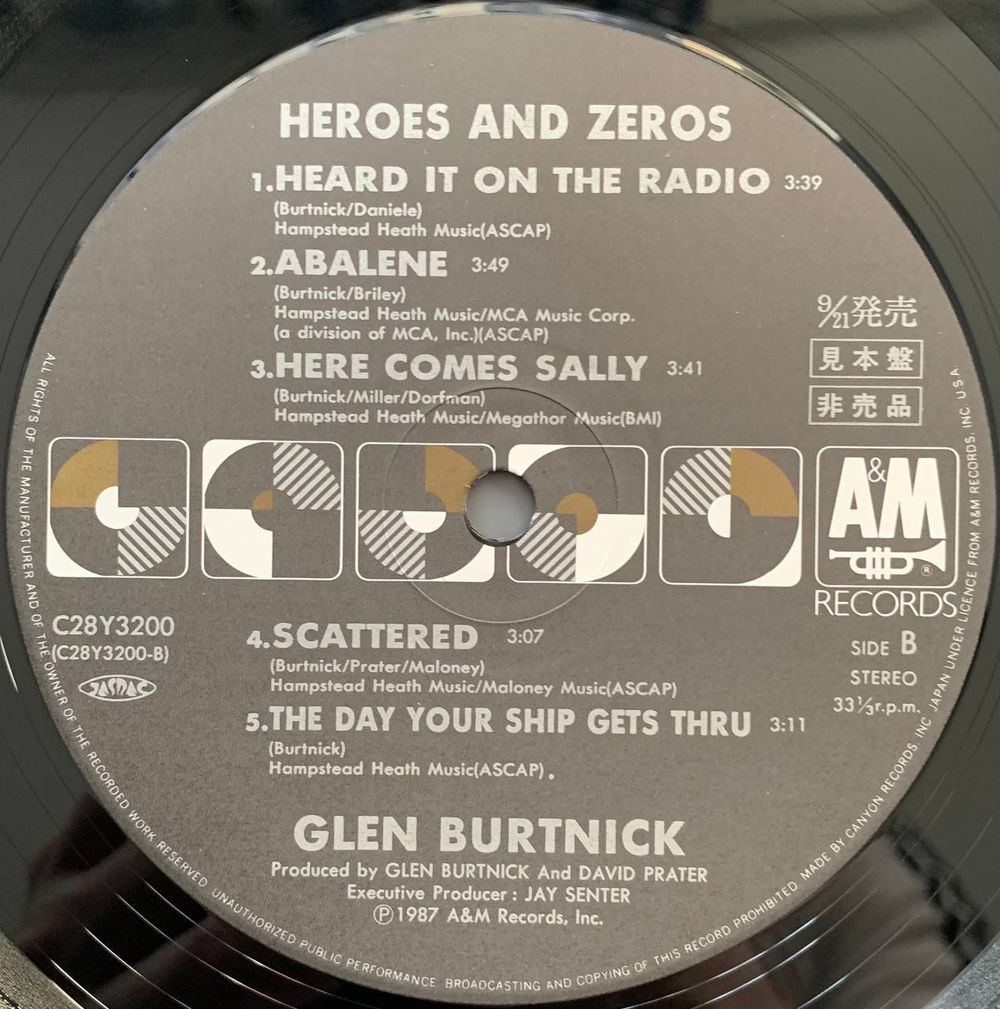 HEROES AND ZEROS
1.HEARD IT ON THE RADIO 3:39
(Burtnick/Daniele)
Hampstead Heath Music(ASCAP)
2.ABALENE 3:49
(Burtnick/Briley)
Hampstead Heath Music/MCA Music Corp.
(a division of MCA, Inc.)(ASCAP)
3.HERE COMES SALLY 3:41
(Burtnick/Miller/Dorfman)
Hampstead Heath Music/Megathor Music(BMI)
9/21発売
見本盤
非売品
A&M
®
RECORDS
C28Y3200
(C28Y3200-B)
JASRAC
4.SCATTERED 3:07
(Burtnick/Prater/Maloney)
Hampstead Heath Music/Maloney Music(ASCAP)
5.THE DAY YOUR SHIP GETS THRU 3:11
(Burtnick)
Hampstead Heath Music(ASCAP).
SIDE B
STEREO
33⅓r.p.m.
GLEN BURTNICK
Produced by GLEN BURTNICK And DAVID PRATER
Executive Producer : JAY SENTER
Ⓟ1987 A&M Records, Inc.
ALL RIGHTS OF THE MANUFACTURER AND OF THE OWNER OF THE RECORDED WORK RESERVED. UNAUTHORIZED PUBLIC PERFORMANCE. BROADCASTING AND COPYING OF THIS RECORD PROHIBITED MADE BY CANYON RECORDS. INC JAPAN UNDER LICENCE FROM A&M RECORDS. INC. U.S.A.